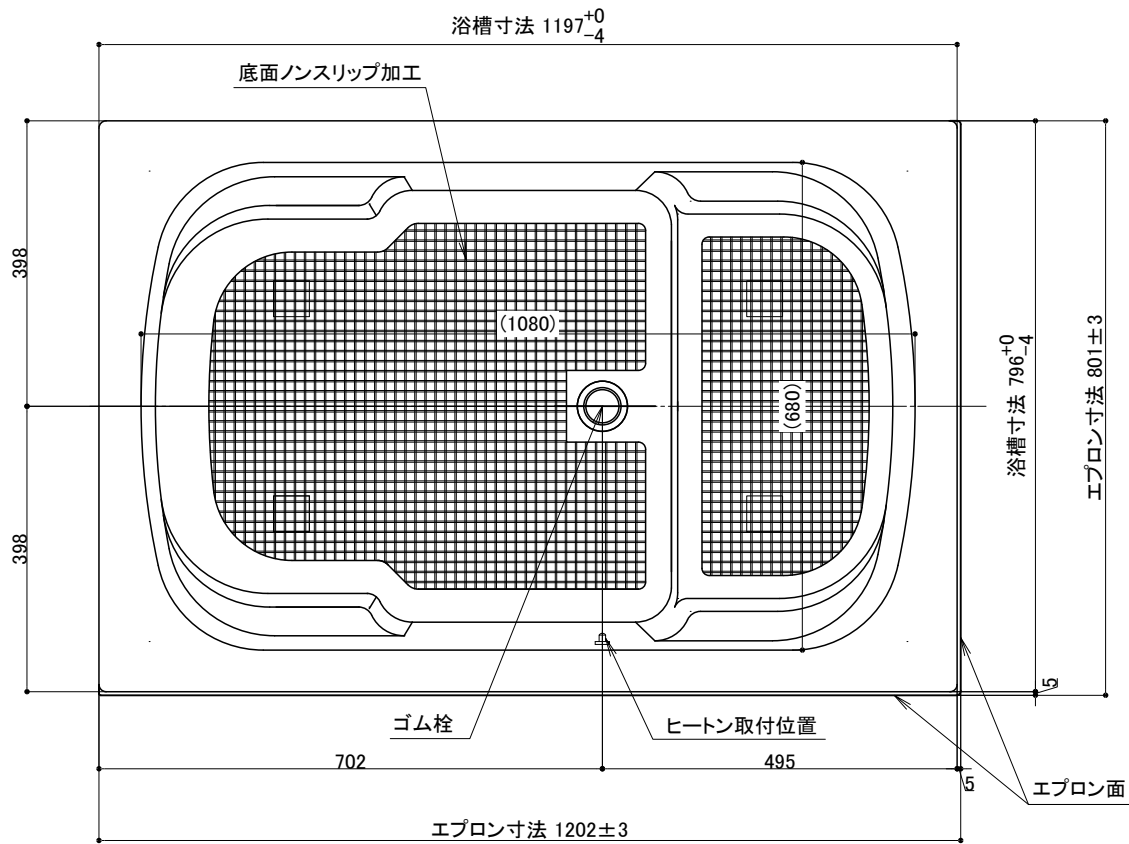 浴槽寸法 1197+0-4
底面ノンスリップ加工
398
(1080)
(680)
浴槽寸法 796+0-4
エプロン寸法 801±3
398
5
ゴム栓
ヒートン取付位置
702
495
5
エプロン面
エプロン寸法 1202±3